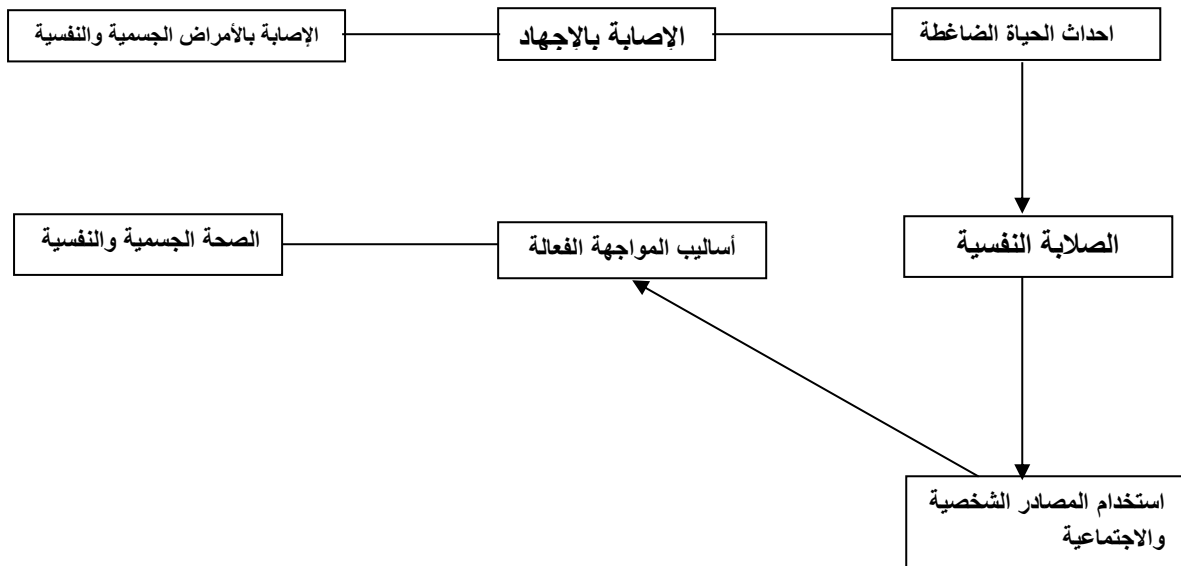 احداث الحياة الضاغطة
الإصابة بالإجهاد
الإصابة بالأمراض الجسمية والنفسية
الصلابة النفسية
أساليب المواجهة الفعالة
الصحة الجسمية والنفسية
استخدام المصادر الشخصية
والاجتماعية